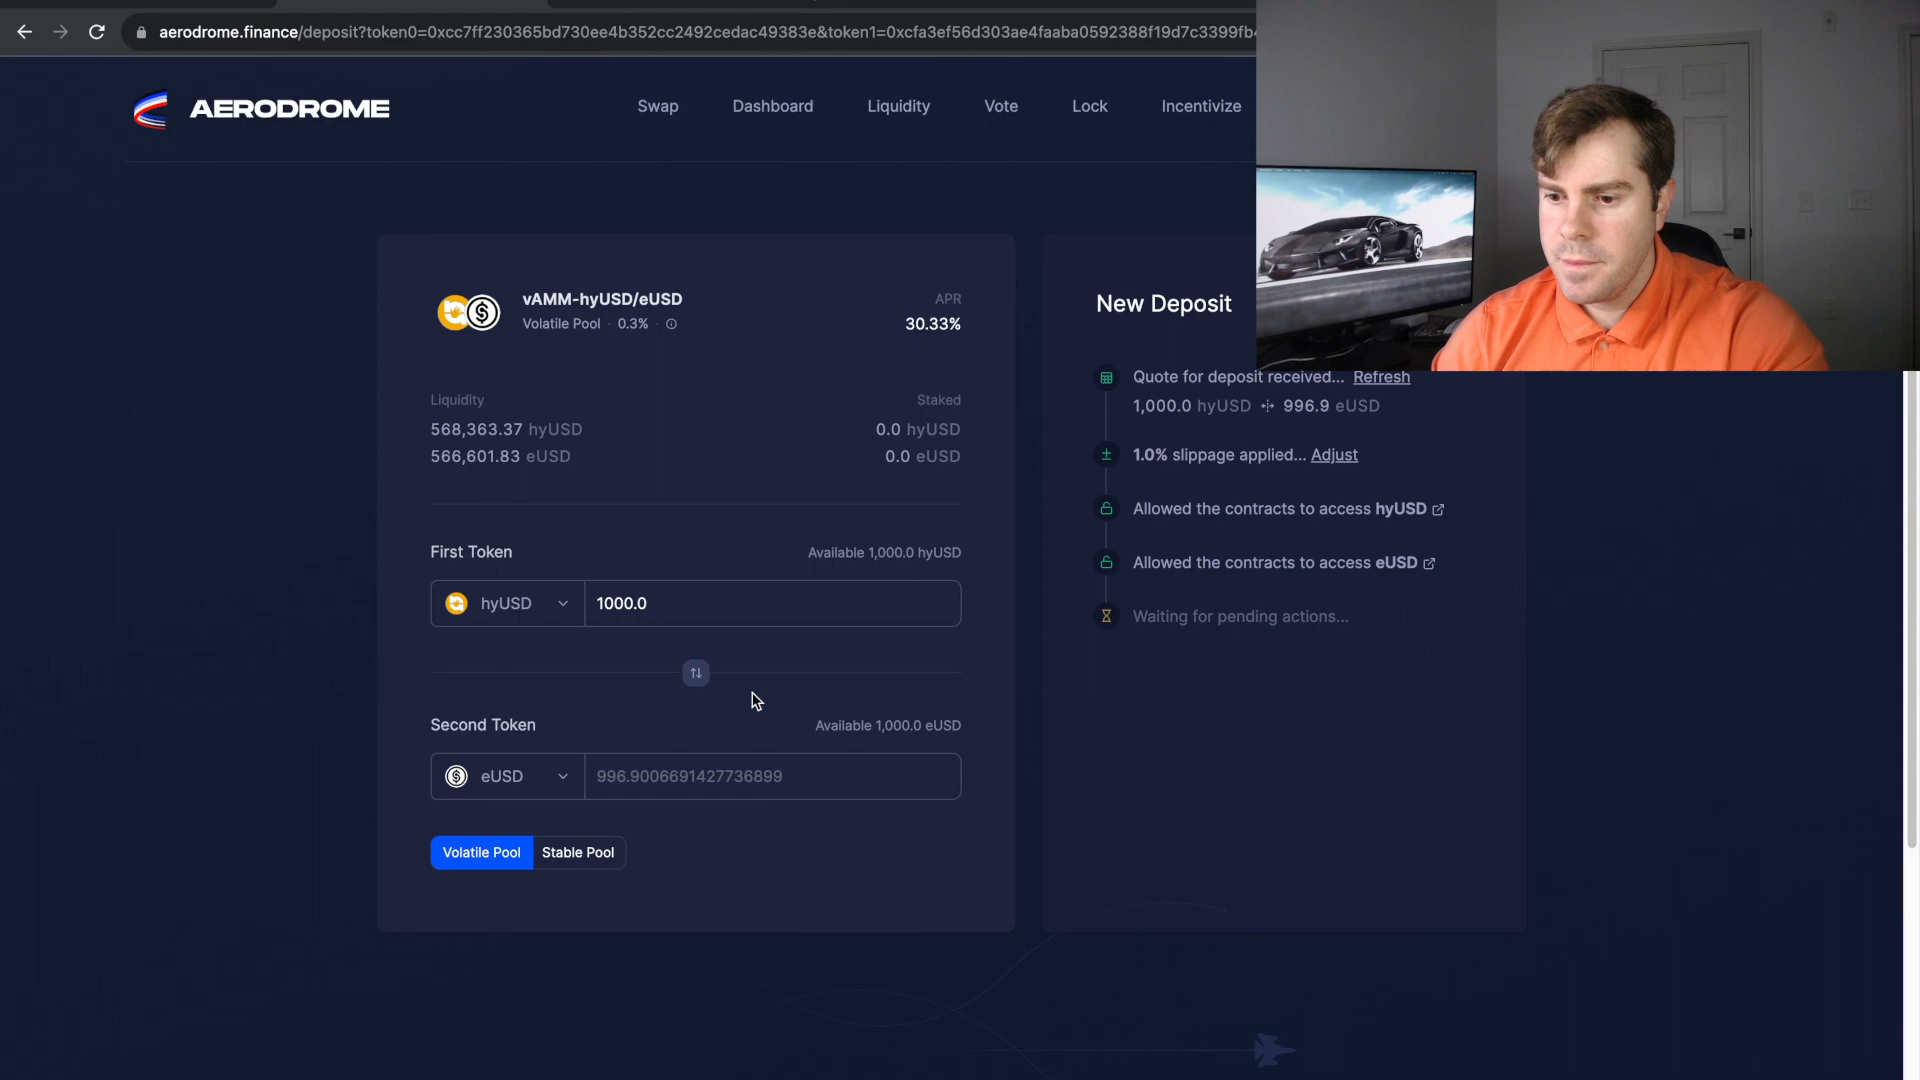 aerodrome.finance/deposit?token0=0xcc7ff230365bd730ee4b352cc2492cedac49383e&token1=0xcfa3ef56d303ae4faaba0592388f19d7c3399fb4
AERODROME
Swap
Dashboard
Liquidity
Vote
Lock
Incentivize
vAMM-hyUSD/eUSD
APR
Volatile Pool · 0.3% ·
30.33%
Liquidity
Staked
568,363.37 hyUSD
0.0 hyUSD
566,601.83 eUSD
0.0 eUSD
First Token
Available 1,000.0 hyUSD
hyUSD
1000.0
Second Token
Available 1,000.0 eUSD
eUSD
996.9006691427736899
Volatile Pool
Stable Pool
New Deposit
Quote for deposit received... Refresh
1,000.0 hyUSD 996.9 eUSD
1.0% slippage applied... Adjust
Allowed the contracts to access hyUSD
Allowed the contracts to access eUSD
Waiting for pending actions...